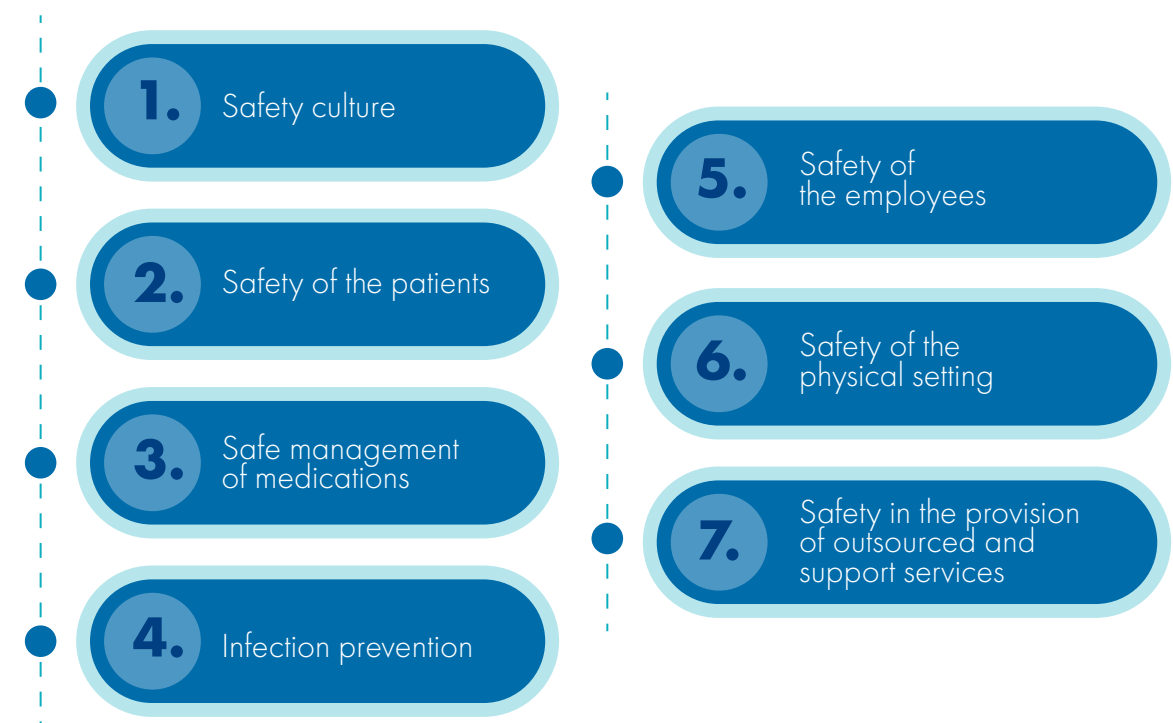 1. Safety culture
2. Safety of the patients
3. Safe management
of medications
4. Infection prevention
5. Safety of
the employees
6. Safety of the
physical setting
7. Safety in the provision
of outsourced and
support services